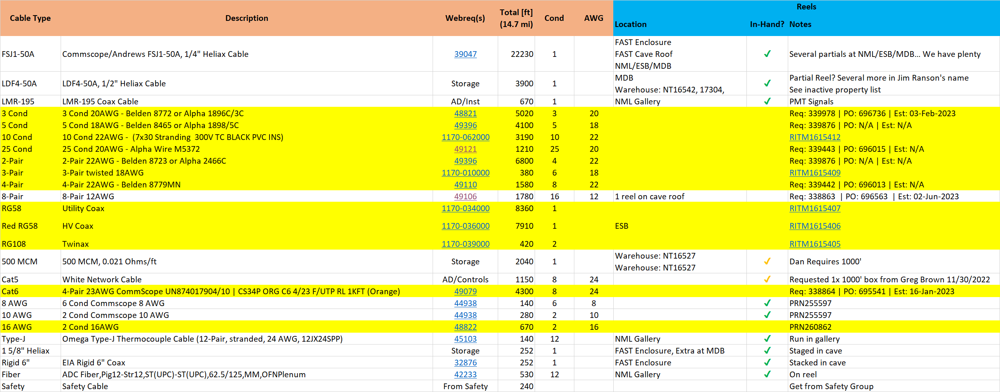 Reels
Cable Type Description Webreq(s) Total [ft] Cond AWG Location In-Hand? Notes
(14.7 mi)
FSJ1-50A Commscope/Andrews FSJ1-50A, 1/4" Heliax Cable 39047 22230 1 FAST Enclosure ✓ Several partials at NML/ESB/MDB... We have plenty
FAST Cave Roof
NML/ESB/MDB
LDF4-50A LDF4-50A, 1/2" Heliax Cable Storage 3900 1 MDB ✓ Partial Reel? Several more in Jim Ranson's name
Warehouse: NT16542, 17304, See inactive property list
LMR-195 LMR-195 Coax Cable AD/Inst 670 1 NML Gallery ✓ PMT Signals
3 Cond 3 Cond 20AWG - Belden 8772 or Alpha 1896C/3C 48821 5020 3 20 Req: 339978 | PO: 696736 | Est: 03-Feb-2023
5 Cond 5 Cond 18AWG - Belden 8465 or Alpha 1898/5C 49396 4100 5 18 Req: 339876 | PO: N/A | Est: N/A
10 Cond 10 Cond 22AWG - (7x30 Stranding 300V TC BLACK PVC INS) 1170-062000 3190 10 22 RITM1615412
25 Cond 25 Cond 20AWG - Alpha Wire M5372 49121 1210 25 20 Req: 339443 | PO: 696015 | Est: N/A
2-Pair 2-Pair 22AWG - Belden 8723 or Alpha 2466C 49396 6800 4 22 Req: 339876 | PO: N/A | Est: N/A
3-Pair 3-Pair twisted 18AWG 1170-010000 380 6 18 RITM1615409
4-Pair 4-Pair 22AWG - Belden 8779MN 49110 1580 8 22 Req: 339442 | PO: 696013 | Est: N/A
8-Pair 8-Pair 12AWG 49106 1780 16 12 1 reel on cave roof Req: 338863 | PO: 696563 | Est: 02-Jun-2023
RG58 Utility Coax 1170-034000 8360 1 RITM1615407
Red RG58 HV Coax 1170-036000 7910 1 ESB RITM1615406
RG108 Twinax 1170-039000 420 2 RITM1615405
500 MCM 500 MCM, 0.021 Ohms/ft Storage 2040 1 Warehouse: NT16527 ✓ Dan Requires 1000'
Warehouse: NT16527
Cat5 White Network Cable AD/Controls 1150 8 24 ✓ Requested 1x 1000' box from Greg Brown 11/30/2022
Cat6 4-Pair 23AWG CommScope UN874017904/10 | CS34P ORG C6 4/23 F/UTP RL 1KFT (Orange) 49079 4300 8 24 Req: 338864 | PO: 695541 | Est: 16-Jan-2023
8 AWG 6 Cond Commscope 8 AWG 44938 140 6 8 ✓ PRN255597
10 AWG 2 Cond Commscope 10 AWG 44938 280 2 10 ✓ PRN255597
16 AWG 2 Cond 16AWG 48822 670 2 16 PRN260862
Type-J Omega Type-J Thermocouple Cable (12-Pair, stranded, 24 AWG, 12JX24SPP) 45103 140 12 NML Gallery ✓ Run in gallery
1 5/8" Heliax Storage 252 1 FAST Enclosure, Extra at MDB ✓ Staged in cave
Rigid 6" EIA Rigid 6" Coax 32876 252 1 FAST Enclosure ✓ Stacked in cave
Fiber ADC Fiber,Pig12-Str12,ST(UPC)-ST(UPC),62.5/125,MM,OFNPlenum 42233 530 12 NML Gallery ✓ On reel
Safety Safety Cable From Safety 240 Get from Safety Group